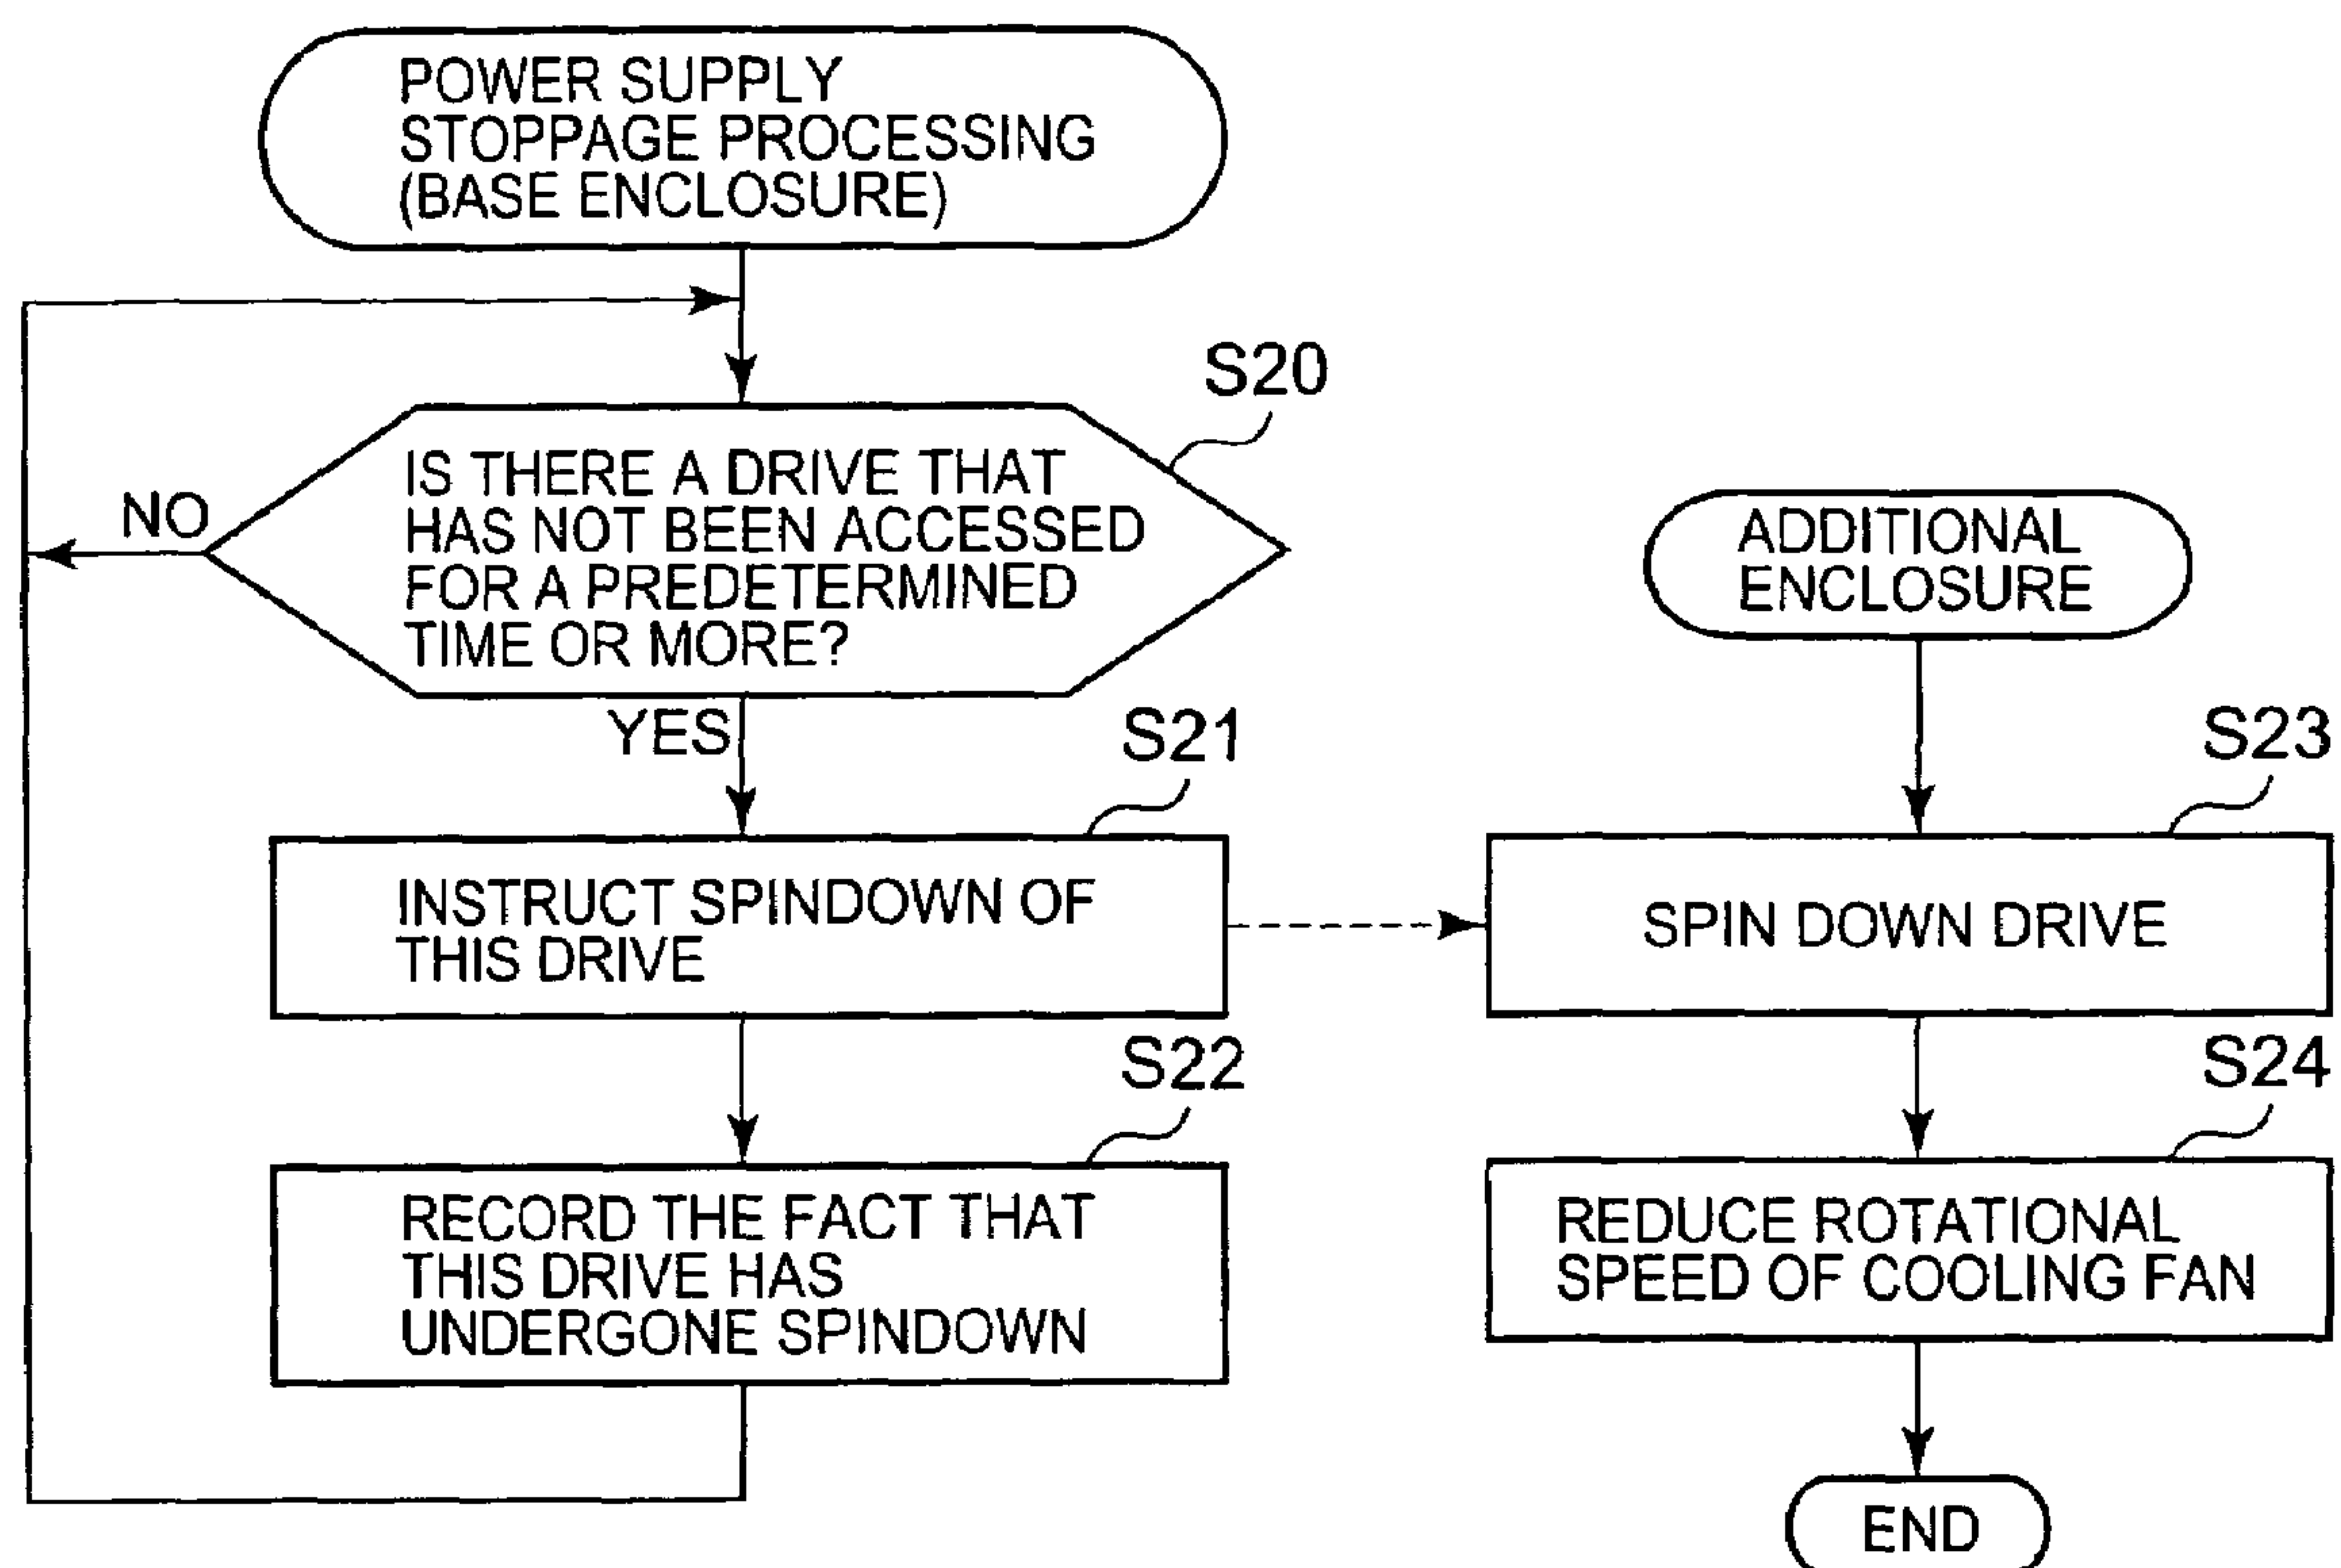 POWER SUPPLY
STOPPAGE PROCESSING
(BASE ENCLOSURE)
S20
IS THERE A DRIVE THAT
HAS NOT BEEN ACCESSED
FOR A PREDETERMINED
TIME OR MORE?
NO
YES
S21
INSTRUCT SPINDOWN OF
THIS DRIVE
S22
RECORD THE FACT THAT
THIS DRIVE HAS
UNDERGONE SPINDOWN
ADDITIONAL
ENCLOSURE
S23
SPIN DOWN DRIVE
S24
REDUCE ROTATIONAL
SPEED OF COOLING FAN
END